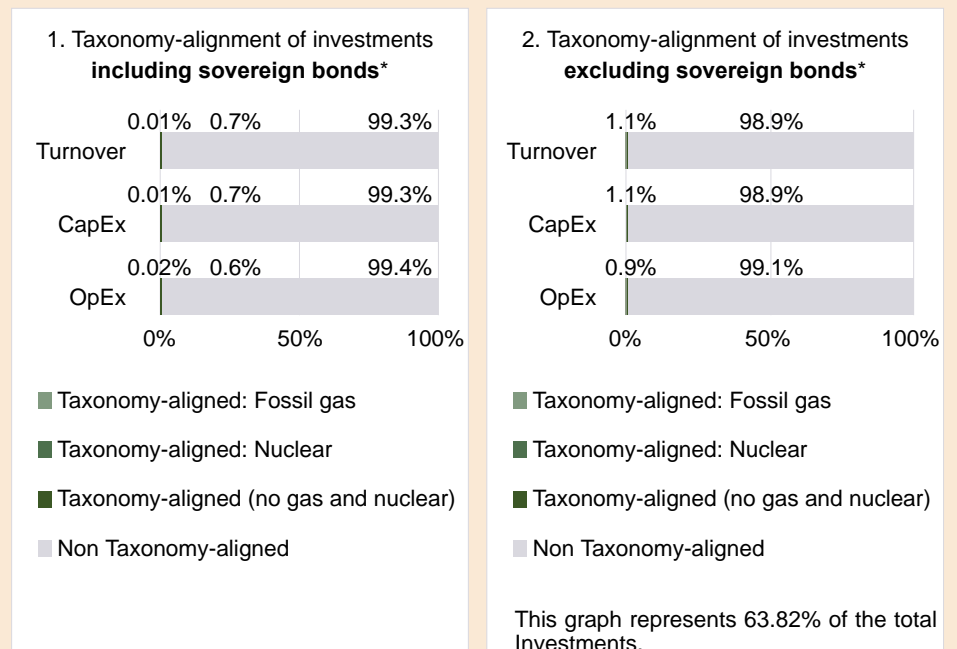 1. Taxonomy-alignment of investments
including sovereign bonds*
0.01% 0.7% 99.3%
Turnover
0.01% 0.7% 99.3%
CapEx
0.02% 0.6% 99.4%
OpEx
0% 50% 100%
Taxonomy-aligned: Fossil gas
Taxonomy-aligned: Nuclear
Taxonomy-aligned (no gas and nuclear)
Non Taxonomy-aligned
2. Taxonomy-alignment of investments
excluding sovereign bonds*
1.1% 98.9%
Turnover
1.1% 98.9%
CapEx
0.9% 99.1%
OpEx
0% 50% 100%
Taxonomy-aligned: Fossil gas
Taxonomy-aligned: Nuclear
Taxonomy-aligned (no gas and nuclear)
Non Taxonomy-aligned
This graph represents 63.82% of the total
Investments.